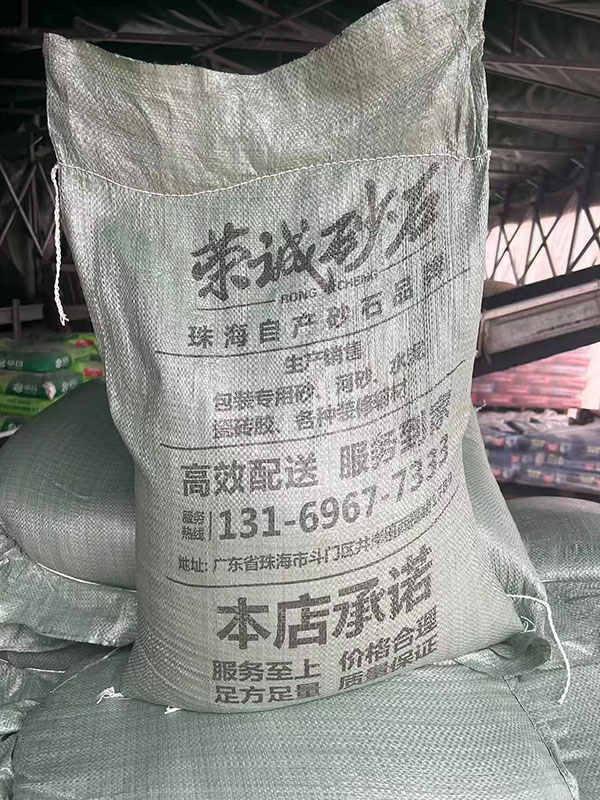 荣诚砂石
RONG CHENG
珠海自产砂石品牌
生产销售
包装专用砂、河砂、水泥
瓷砖胶、各种装修辅材
高效配送 服务到家
服务热线 131-6967-7333
地址：广东省珠海市斗门区
本店承诺
服务至上 价格合理
足方足量 质量保证